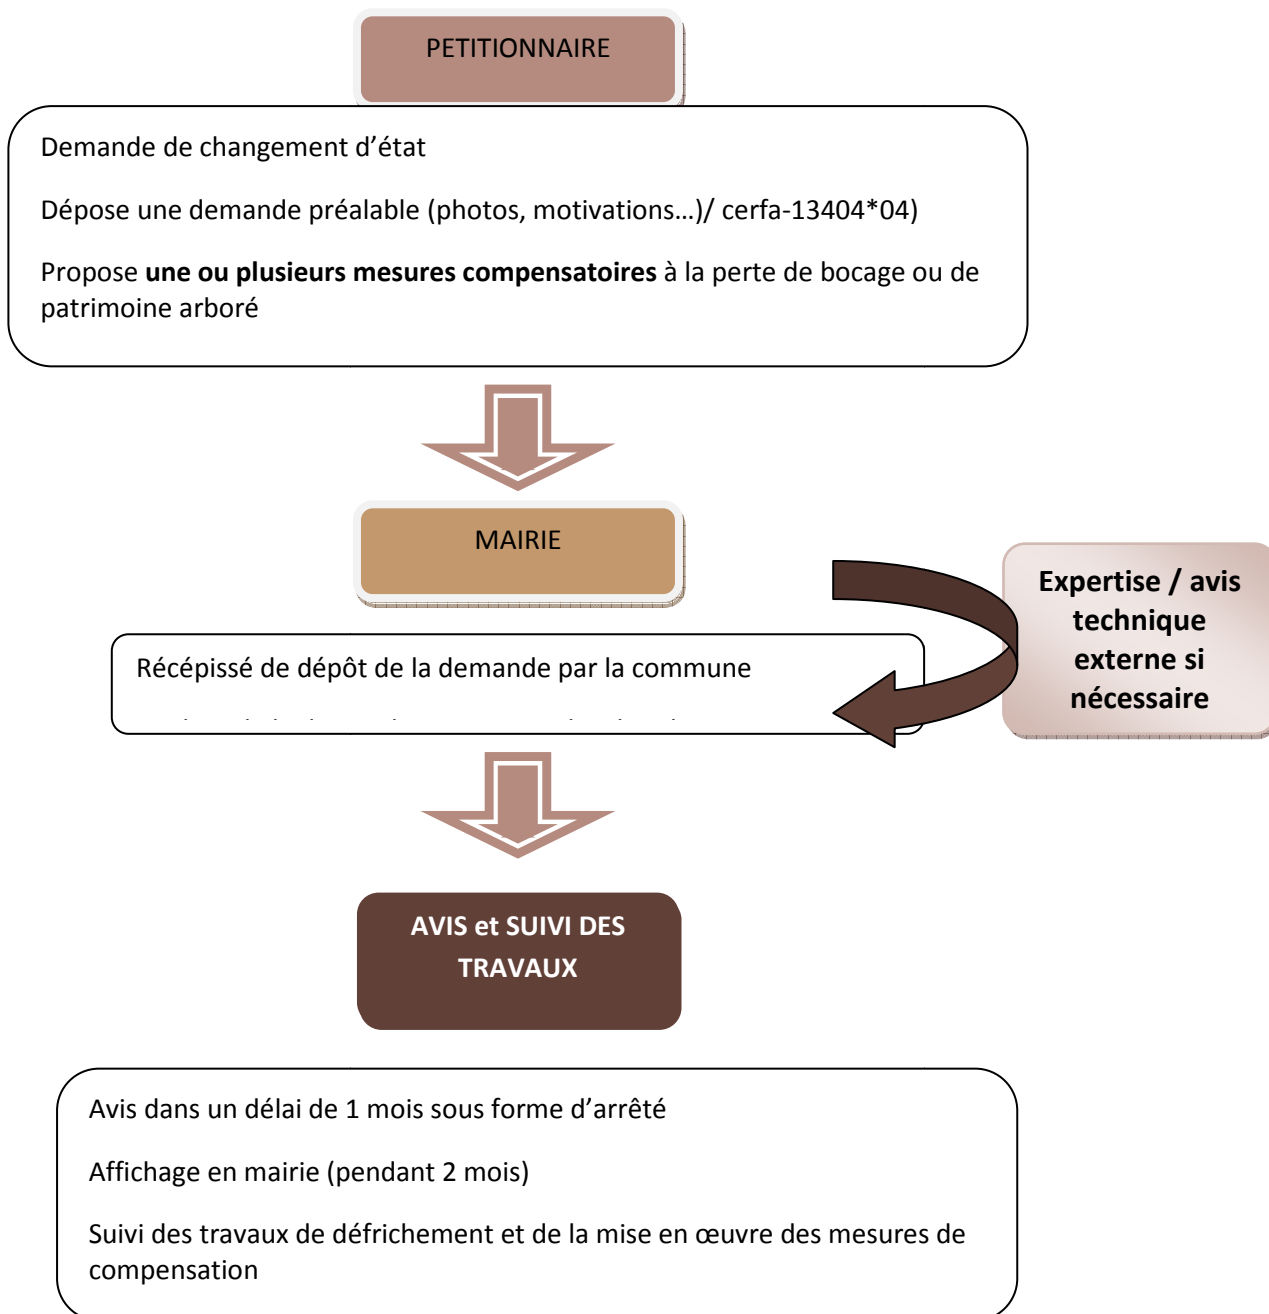 PETITIONNAIRE
Demande de changement d’état
Dépose une demande préalable (photos, motivations…)/ cerfa-13404*04)
Propose une ou plusieurs mesures compensatoires à la perte de bocage ou de
patrimoine arboré
MAIRIE
Expertise / avis
technique
externe si
nécessaire
Récépissé de dépôt de la demande par la commune
AVIS et SUIVI DES
TRAVAUX
Avis dans un délai de 1 mois sous forme d’arrêté
Affichage en mairie (pendant 2 mois)
Suivi des travaux de défrichement et de la mise en œuvre des mesures de
compensation